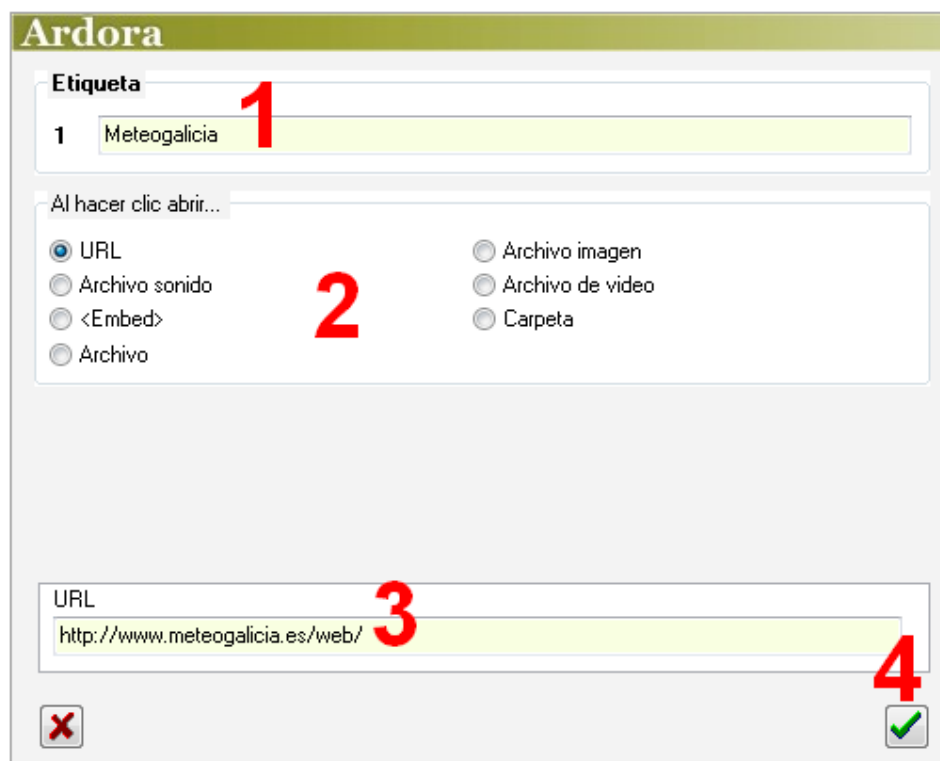 Ardora
Etiqueta
1
1 Meteogalicia
Al hacer clic abrir...
URL Archivo imagen
Archivo sonido Archivo de video
2
<Embed> Carpeta
Archivo
URL
3
http://www.meteogalicia.es/web/
4